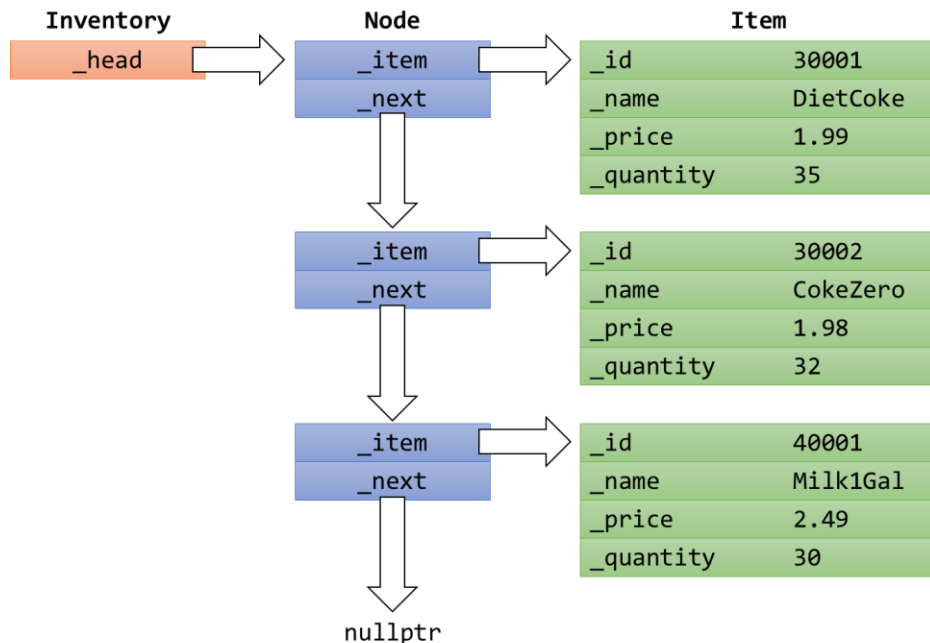 Inventory Node Item
_head _item _id 30001
_next _name DietCoke
_price 1.99
_quantity 35
_item _id 30002
_next _name CokeZero
_price 1.98
_quantity 32
_item _id 40001
_next _name Milk1Gal
_price 2.49
_quantity 30
nullptr